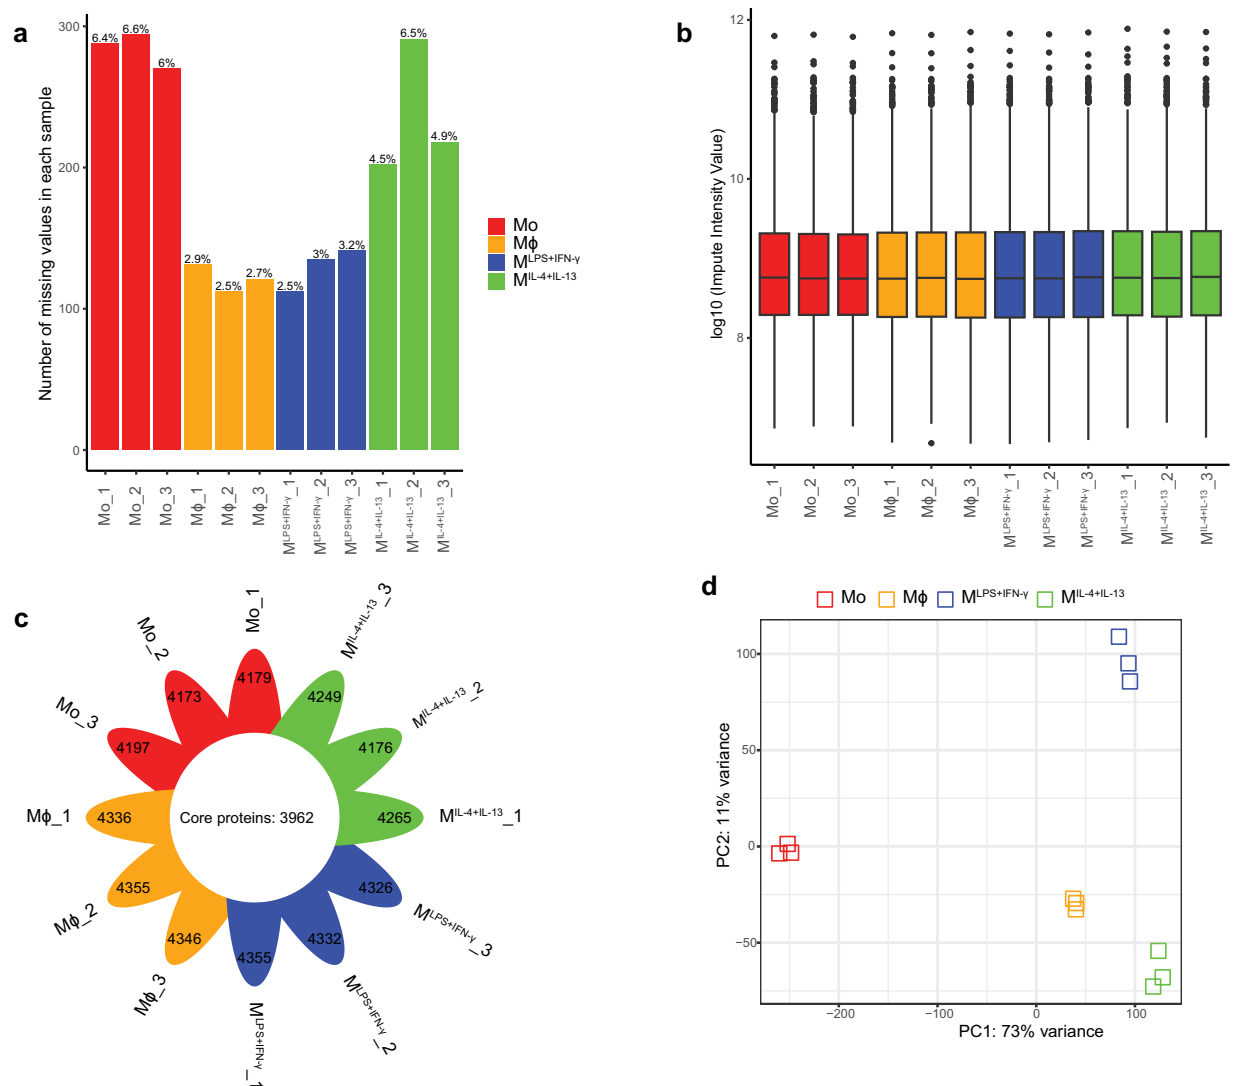 a
Number of missing values in each sample
300
200
100
0
6.4%
6.6%
6%
2.9%
2.5%
2.7%
2.5%
3%
3.2%
4.5%
6.5%
4.9%
Mo_1
Mo_2
Mo_3
Mϕ_1
Mϕ_2
Mϕ_3
MLPS+IFN-γ_1
MLPS+IFN-γ_2
MLPS+IFN-γ_3
MIL-4+IL-13_1
MIL-4+IL-13_2
MIL-4+IL-13_3
Mo
Mϕ
MLPS+IFN-γ
MIL-4+IL-13
b
log10 (Impute Intensity Value)
12
10
8
Mo_1
Mo_2
Mo_3
Mϕ_1
Mϕ_2
Mϕ_3
MLPS+IFN-γ_1
MLPS+IFN-γ_2
MLPS+IFN-γ_3
MIL-4+IL-13_1
MIL-4+IL-13_2
MIL-4+IL-13_3
c
Mo_1
4179
MIL-4+IL-13_3
4249
MIL-4+IL-13_2
4176
MIL-4+IL-13_1
4265
MLPS+IFN-γ_3
4326
MLPS+IFN-γ_2
4332
MLPS+IFN-γ_1
4355
Mϕ_3
4346
Mϕ_2
4355
Mϕ_1
4336
Mo_3
4197
Mo_2
4173
Core proteins: 3962
d
Mo
Mϕ
MLPS+IFN-γ
MIL-4+IL-13
PC2: 11% variance
100
50
0
−50
−200
−100
0
100
PC1: 73% variance